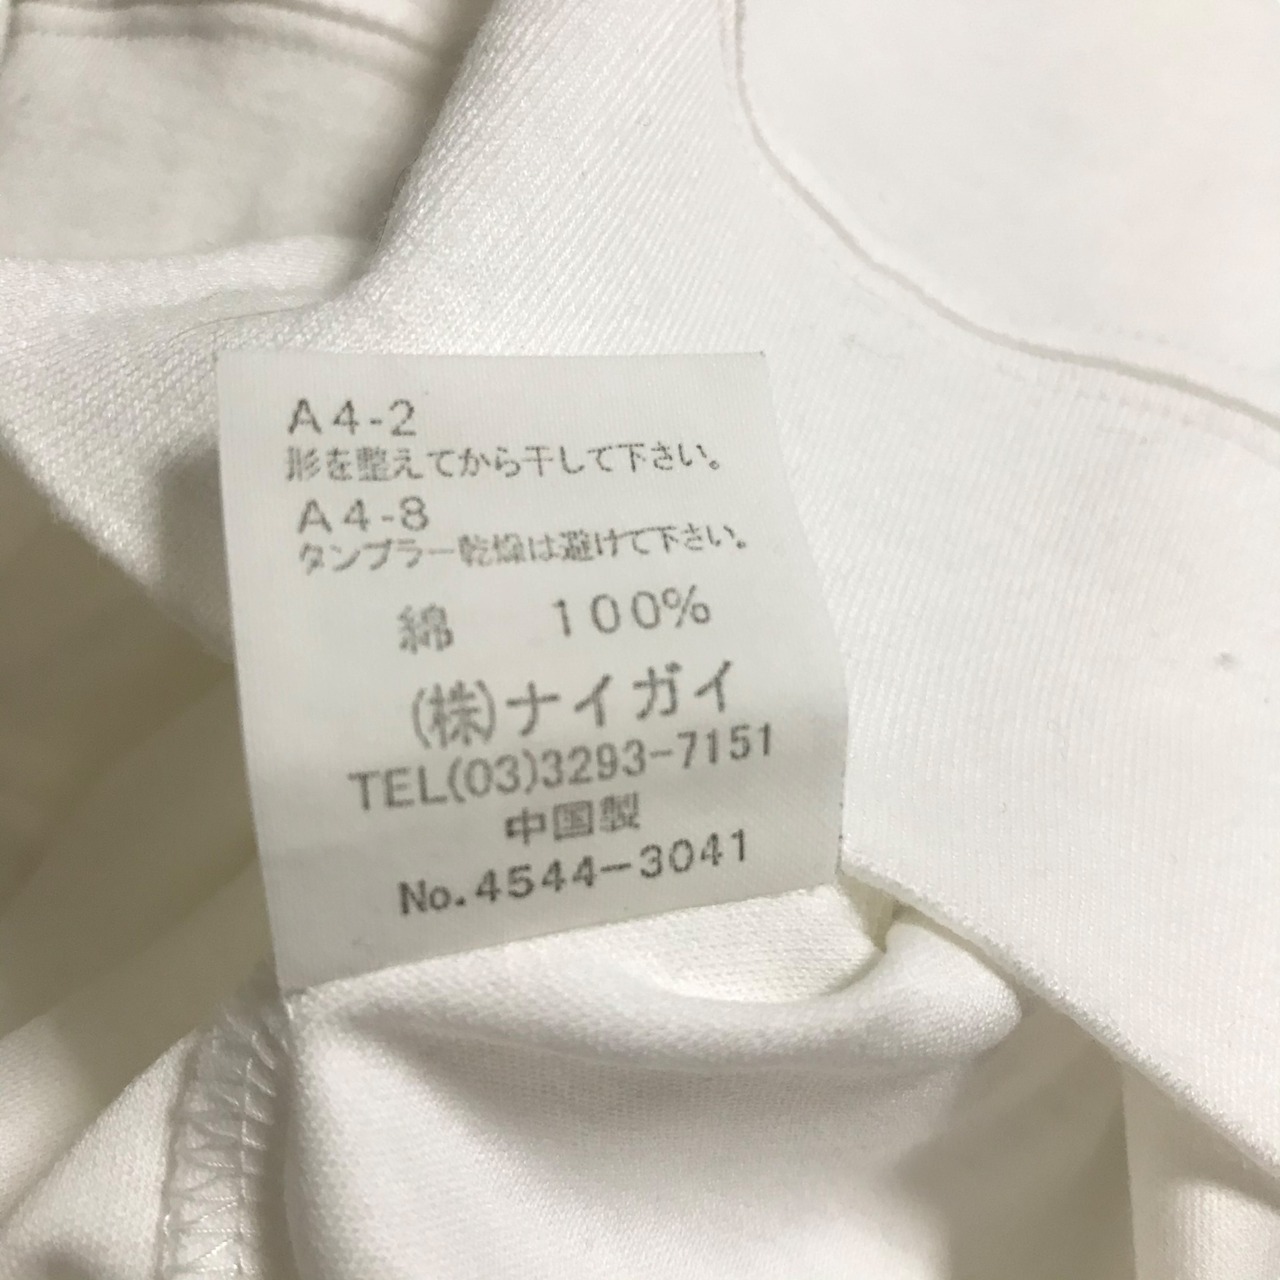 A4-2
形を整えてから干して下さい。
A4-8
タンブラー乾燥は避けて下さい。
綿 100%
(株)ナイガイ
TEL(03)3293-7151
中国製
No.4544-3041